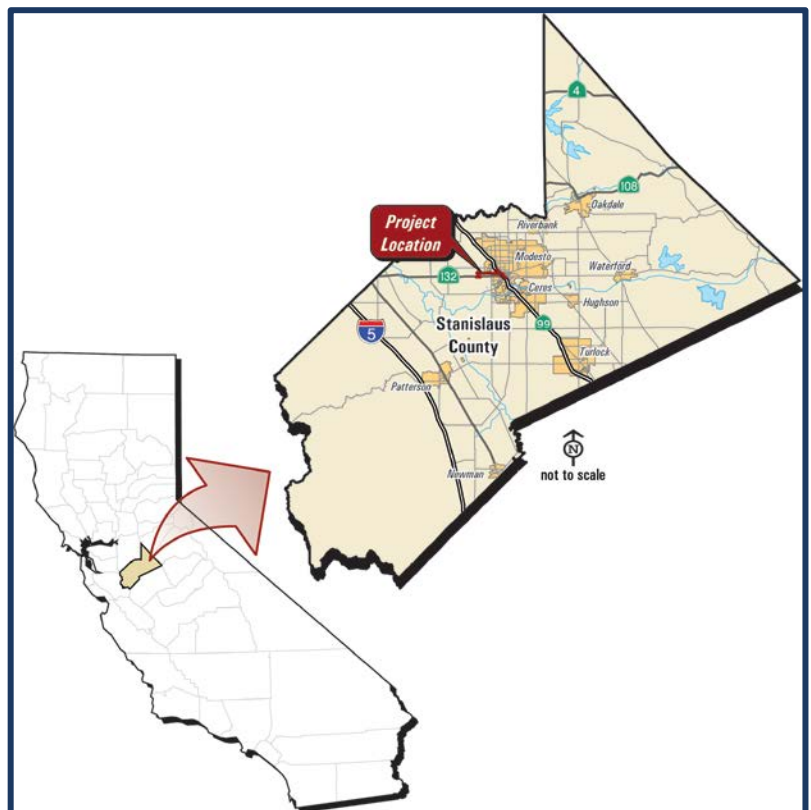 4
108
Oakdale
Riverbank
Project
Location
Modesto
Waterford
132
Ceres
Hughson
Stanislaus
County
99
5
Turlock
Patterson
N
not to scale
Newman